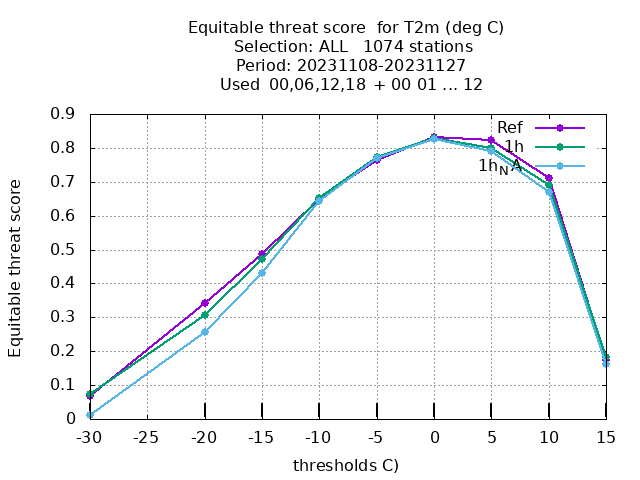 Equitable threat score  for T2m (deg C)
Selection: ALL   1074 stations
Period: 20231108-20231127
Used  00,06,12,18  + 00 01 ... 12
Equitable threat score
0.9
0.8
0.7
0.6
0.5
0.4
0.3
0.2
0.1
0
Ref
1h
1h_NA
-30 -25 -20 -15 -10 -5 0 5 10 15
thresholds C)